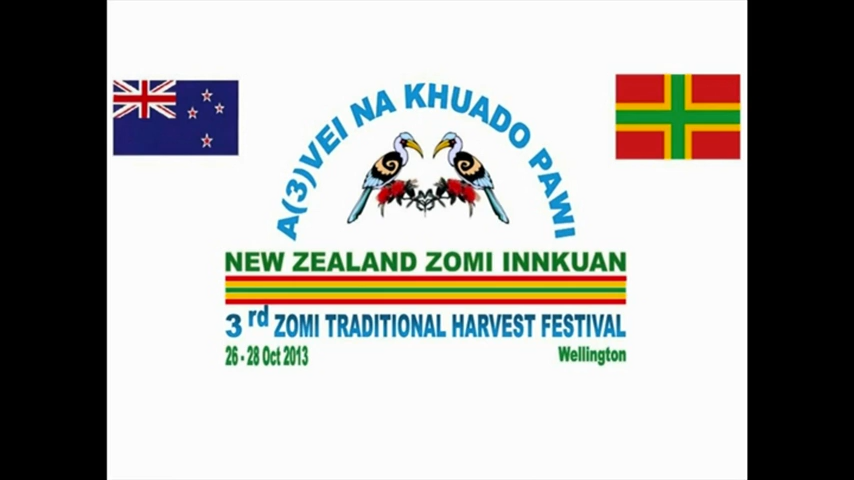 A(3)VEI NA KHUADO PAWI
NEW ZEALAND ZOMI INNKUAN
3rd ZOMI TRADITIONAL HARVEST FESTIVAL
26 - 28 Oct 2013
Wellington